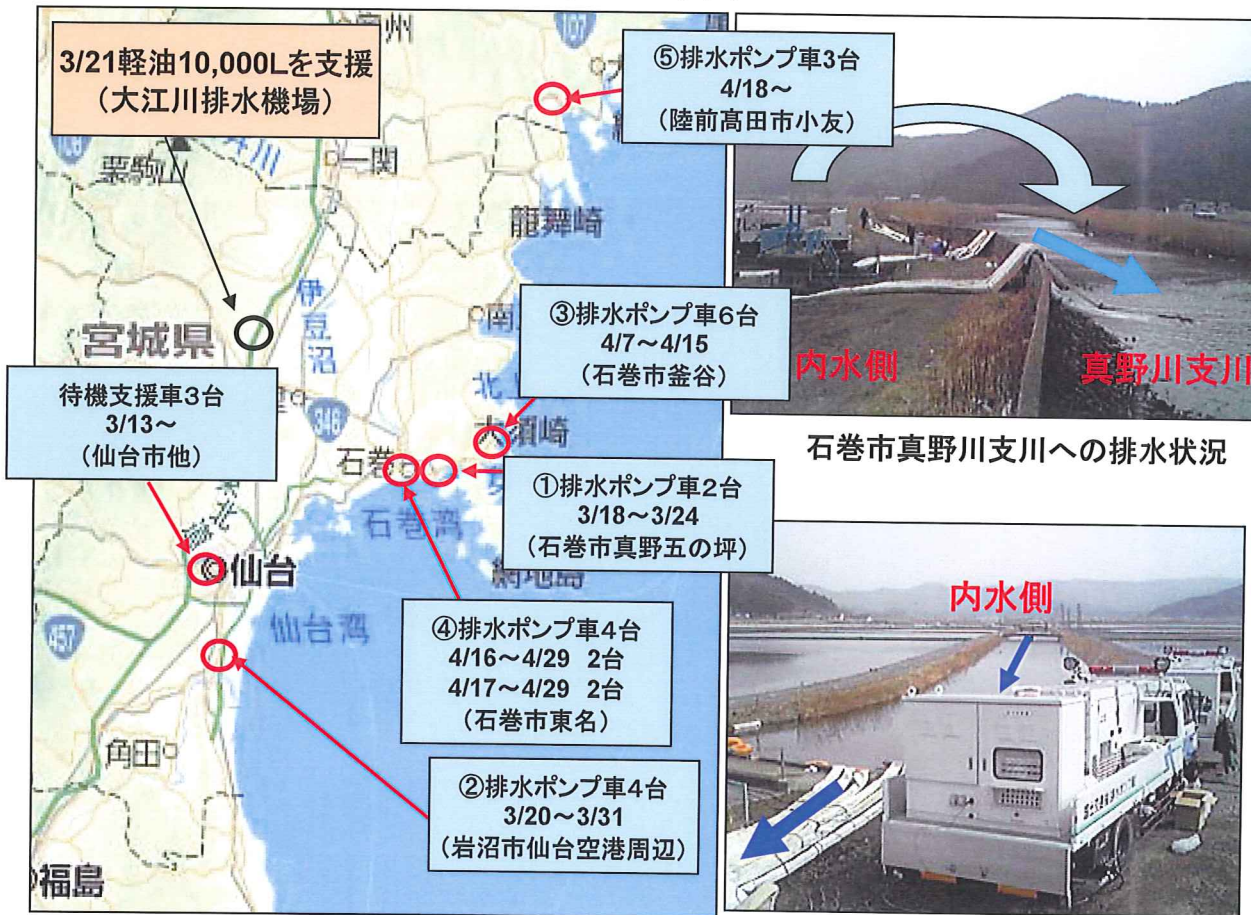 3/21軽油10,000Lを支援
(大江川排水機場)
⑤排水ポンプ車3台
4/18～
(陸前髙田市小友)
107
栗駒山
一関
龍舞崎
伊豆沼
宮城県
③排水ポンプ車6台
4/7～4/15
(石巻市釜谷)
待機支援車3台
3/13～
(仙台市他)
346
石巻
石巻湾
①排水ポンプ車2台
3/18～3/24
(石巻市真野五の坪)
網地島
仙台
仙台湾
457
④排水ポンプ車4台
4/16～4/29 2台
4/17～4/29 2台
(石巻市東名)
角田
②排水ポンプ車4台
3/20～3/31
(岩沼市仙台空港周辺)
福島
内水側
真野川支川
石巻市真野川支川への排水状況
内水側